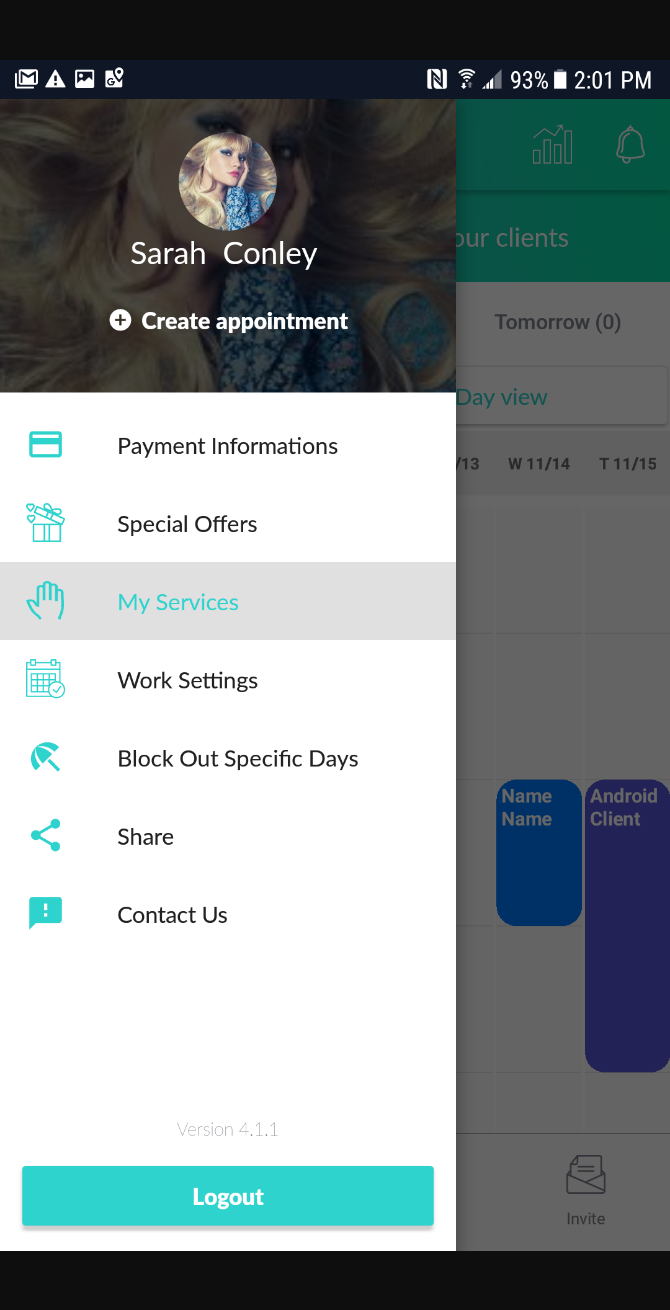 93% 2:01 PM
Sarah Conley
Create appointment
Payment Informations
Special Offers
My Services
Work Settings
Block Out Specific Days
Share
Contact Us
Version 4.1.1
Logout
our clients
Tomorrow (0)
Day view
/13 W 11/14 T 11/15
Name
Name
Android
Client
Invite